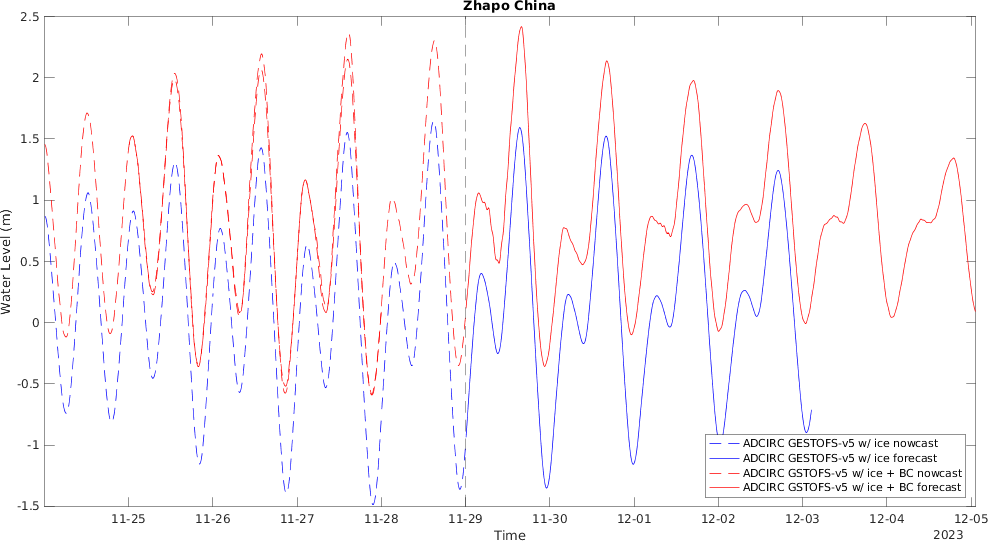 Zhapo China
2.5
2
1.5
1
0.5
0
-0.5
-1
-1.5
Water Level (m)
ADCIRC GESTOFS-v5 w/ ice nowcast
ADCIRC GESTOFS-v5 w/ ice forecast
ADCIRC GSTOFS-v5 w/ ice + BC nowcast
ADCIRC GSTOFS-v5 w/ ice + BC forecast
11-25 11-26 11-27 11-28 11-29 11-30 12-01 12-02 12-03 12-04 12-05
Time
2023